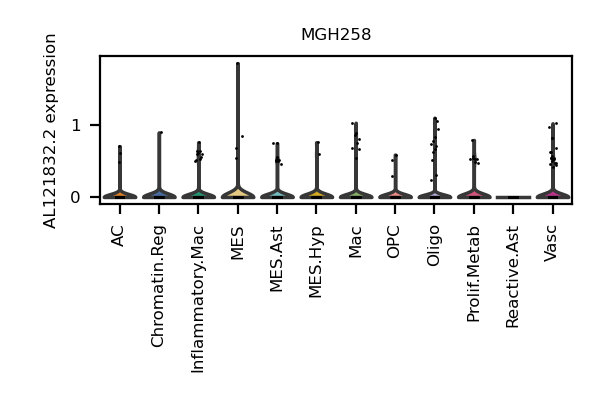 MGH258
AL121832.2 expression
1
0
AC
Chromatin.Reg
Inflammatory.Mac
MES
MES.Ast
MES.Hyp
Mac
OPC
Oligo
Prolif.Metab
Reactive.Ast
Vasc